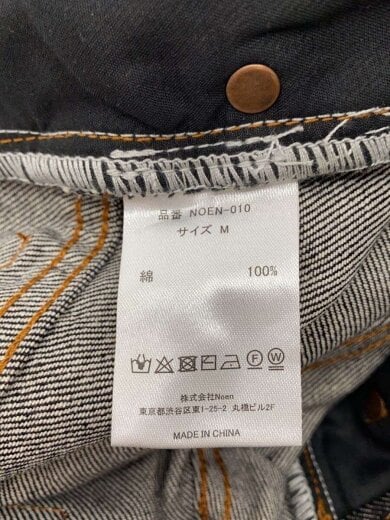 品番 NOEN-010
サイズ M
綿 100%
株式会社Noen
東京都渋谷区東1-25-2 丸橋ビル2F
MADE IN CHINA